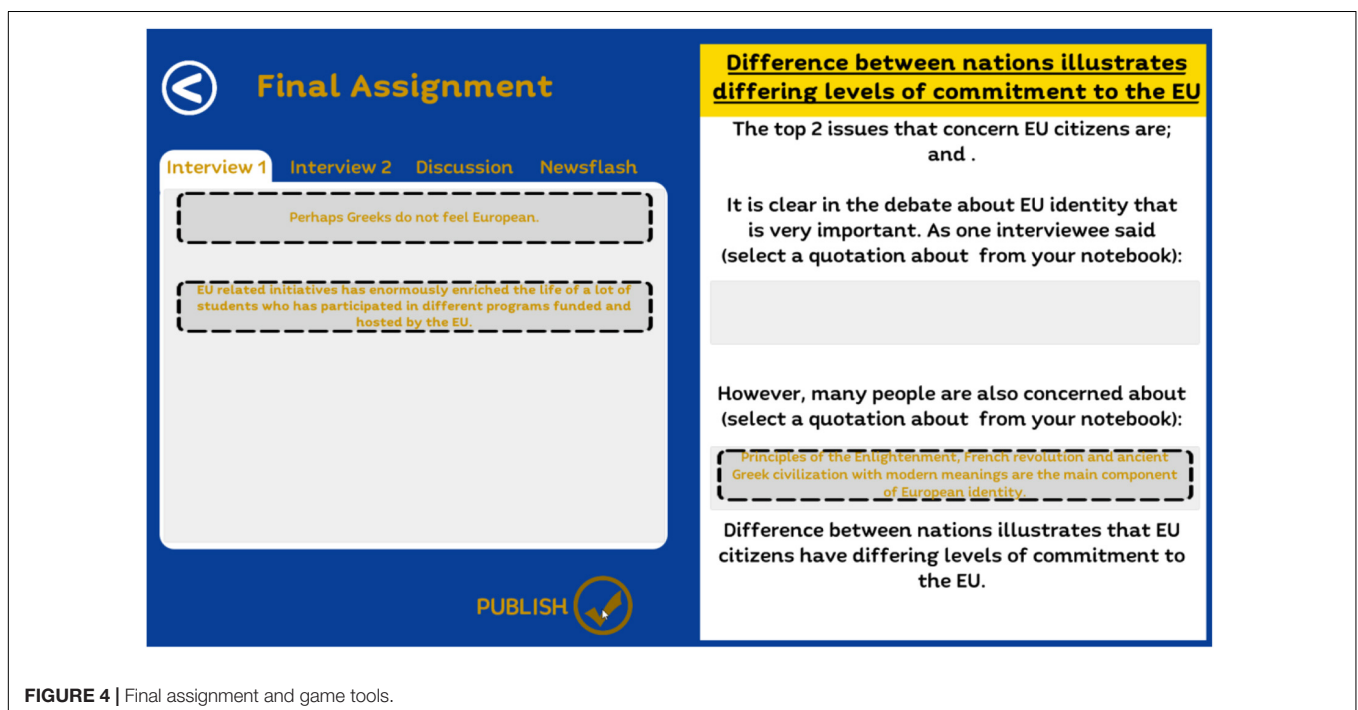 Final Assignment
Interview 1 Interview 2 Discussion Newsflash
Perhaps Greeks do not feel European.
EU related initiatives has enormously enriched the life of a lot of
students who has participated in different programs funded and
hosted by the EU.
PUBLISH
Difference between nations illustrates
differing levels of commitment to the EU
The top 2 issues that concern EU citizens are;
and .
It is clear in the debate about EU identity that
is very important. As one interviewee said
(select a quotation about from your notebook):
However, many people are also concerned about
(select a quotation about from your notebook):
Principles of the Enlightenment, French revolution and ancient
Greek civilization with modern meanings are the main component
of European identity.
Difference between nations illustrates that EU
citizens have differing levels of commitment to
the EU.
FIGURE 4 | Final assignment and game tools.